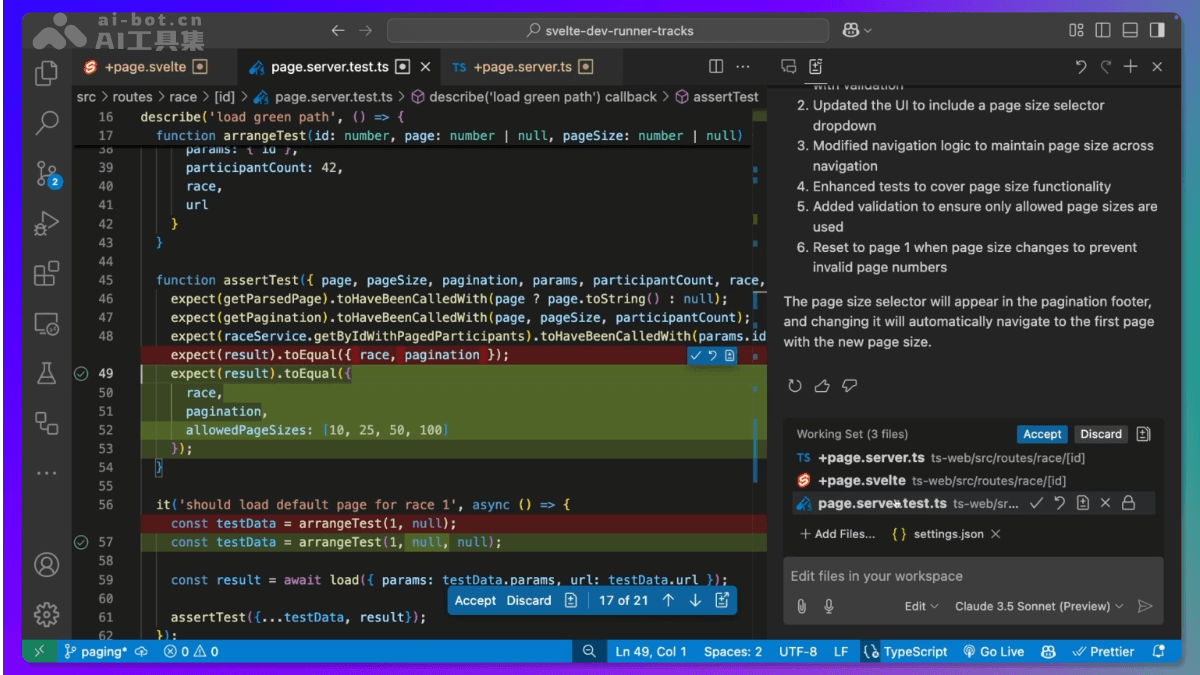 ai-bot.cn
AI工具集
svelte-dev-runner-tracks
+page.svelte
page.server.test.ts
TS +page.server.ts
src > routes > race > [id] > page.server.test.ts > describe('load green path') callback > assertTest
16 describe('load green path', () => {
17 function arrangeTest(id: number, page: number | null, pageSize: number | null)
38 params: { id },
39 participantCount: 42,
40 race,
41 url
42 }
43 }
44
45 function assertTest({ page, pageSize, pagination, params, participantCount, race,
46 expect(getParsedPage).toHaveBeenCalledWith(page ? page.toString() : null);
47 expect(getPagination).toHaveBeenCalledWith(page, pageSize, participantCount);
48 expect(raceService.getByIdWithPagedParticipants).toHaveBeenCalledWith(params.id
expect(result).toEqual({ race, pagination });
49 expect(result).toEqual({
50 race,
51 pagination,
52 allowedPageSizes: [10, 25, 50, 100]
53 });
54 }
55
56 it('should load default page for race 1', async () => {
const testData = arrangeTest(1, null);
57 const testData = arrangeTest(1, null, null);
58
59 const result = await load({ params: testData.params, url: testData.url });
60
61 assertTest({...testData, result});
62 });
Accept Discard 17 of 21
with validation
2. Updated the UI to include a page size selector
dropdown
3. Modified navigation logic to maintain page size across
navigation
4. Enhanced tests to cover page size functionality
5. Added validation to ensure only allowed page sizes are
used
6. Reset to page 1 when page size changes to prevent
invalid page numbers
The page size selector will appear in the pagination footer,
and changing it will automatically navigate to the first page
with the new page size.
Working Set (3 files) Accept Discard
TS +page.server.ts ts-web/src/routes/race/[id]
+page.svelte ts-web/src/routes/race/[id]
page.server.test.ts ts-web/sr...
+ Add Files... {} settings.json
Edit files in your workspace
Edit Claude 3.5 Sonnet (Preview)
2
paging* 0 0 Ln 49, Col 1 Spaces: 2 UTF-8 LF TypeScript Go Live Prettier